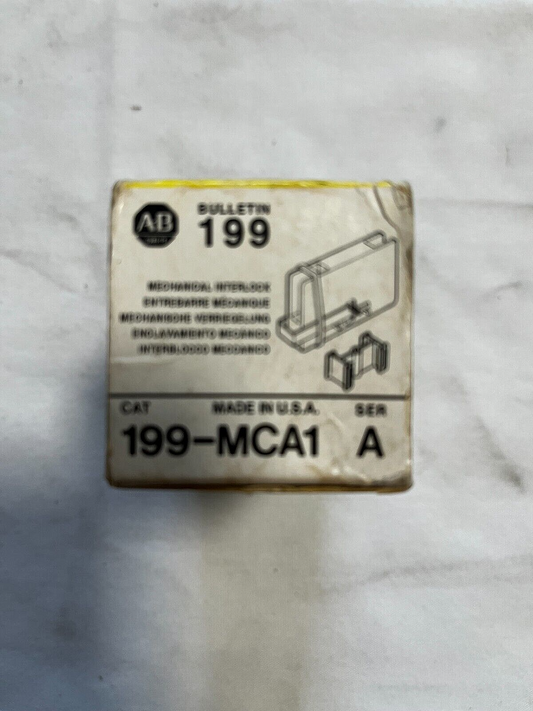 AB
BULLETIN
199
MECHANICAL INTERLOCK
ENTREBARRE MÉCANIQUE
MECHANISCHE VERRIEGELUNG
ENCLAVAMIENTO MECÁNICO
INTERBLOCCO MECCANICO
CAT MADE IN U.S.A. SER
199-MCA1 A